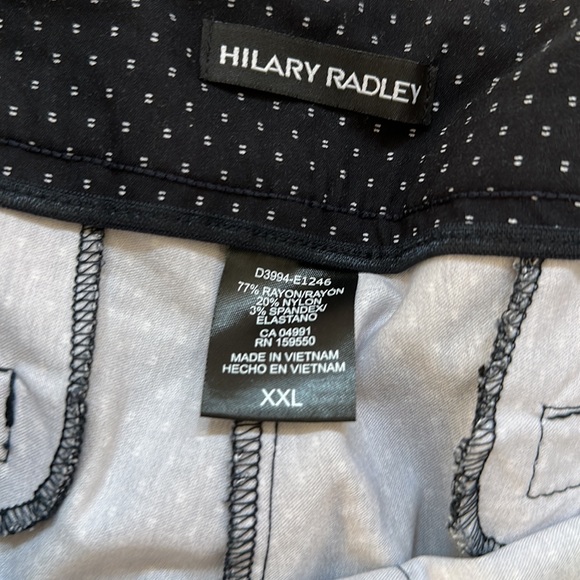 HILARY RADLEY
D3994-E1246
77% RAYON/RAYON
20% NYLON
3% SPANDEX/
ELASTANO
CA 04991
RN 159550
MADE IN VIETNAM
HECHO EN VIETNAM
XXL